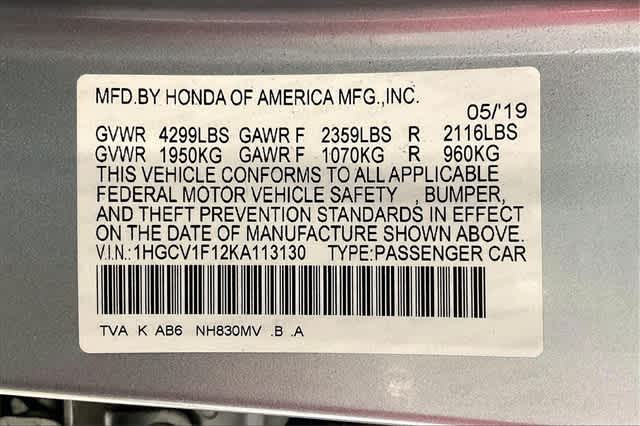 MFD.BY HONDA OF AMERICA MFG.,INC.
05/'19
GVWR 4299LBS GAWR F 2359LBS R 2116LBS
GVWR 1950KG GAWR F 1070KG R 960KG
THIS VEHICLE CONFORMS TO ALL APPLICABLE
FEDERAL MOTOR VEHICLE SAFETY , BUMPER,
AND THEFT PREVENTION STANDARDS IN EFFECT
ON THE DATE OF MANUFACTURE SHOWN ABOVE.
V.I.N.:1HGCV1F12KA113130 TYPE:PASSENGER CAR
TVA K AB6 NH830MV .B .A